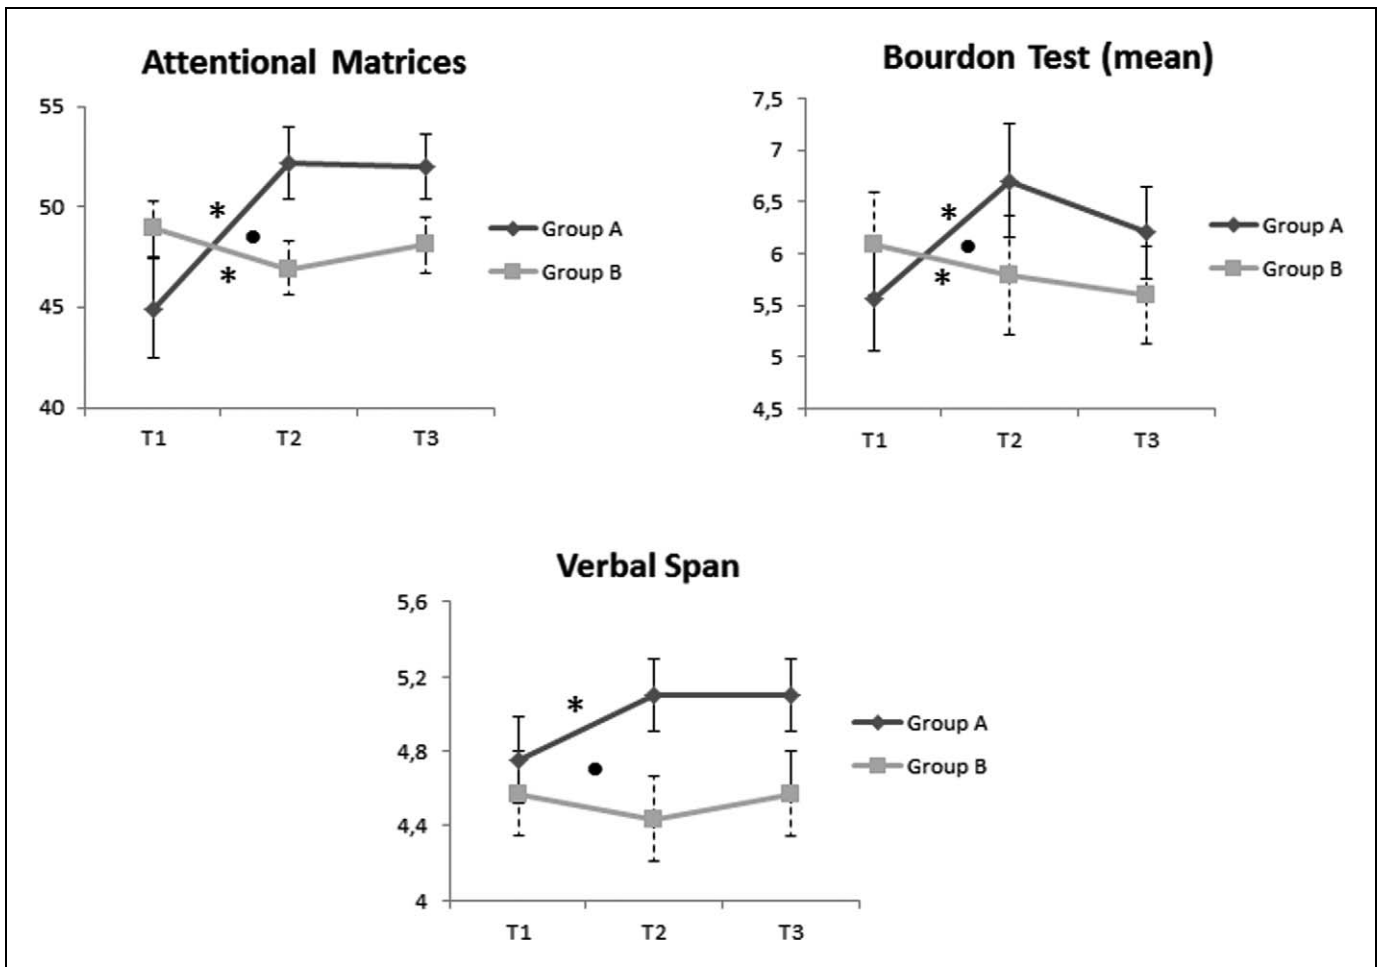 Attentional Matrices
55
50
45
40
T1 T2 T3
*
*
●
Group A
Group B
Bourdon Test (mean)
7,5
7
6,5
6
5,5
5
4,5
T1 T2 T3
*
*
●
Group A
Group B
Verbal Span
5,6
5,2
4,8
4,4
4
T1 T2 T3
*
●
Group A
Group B